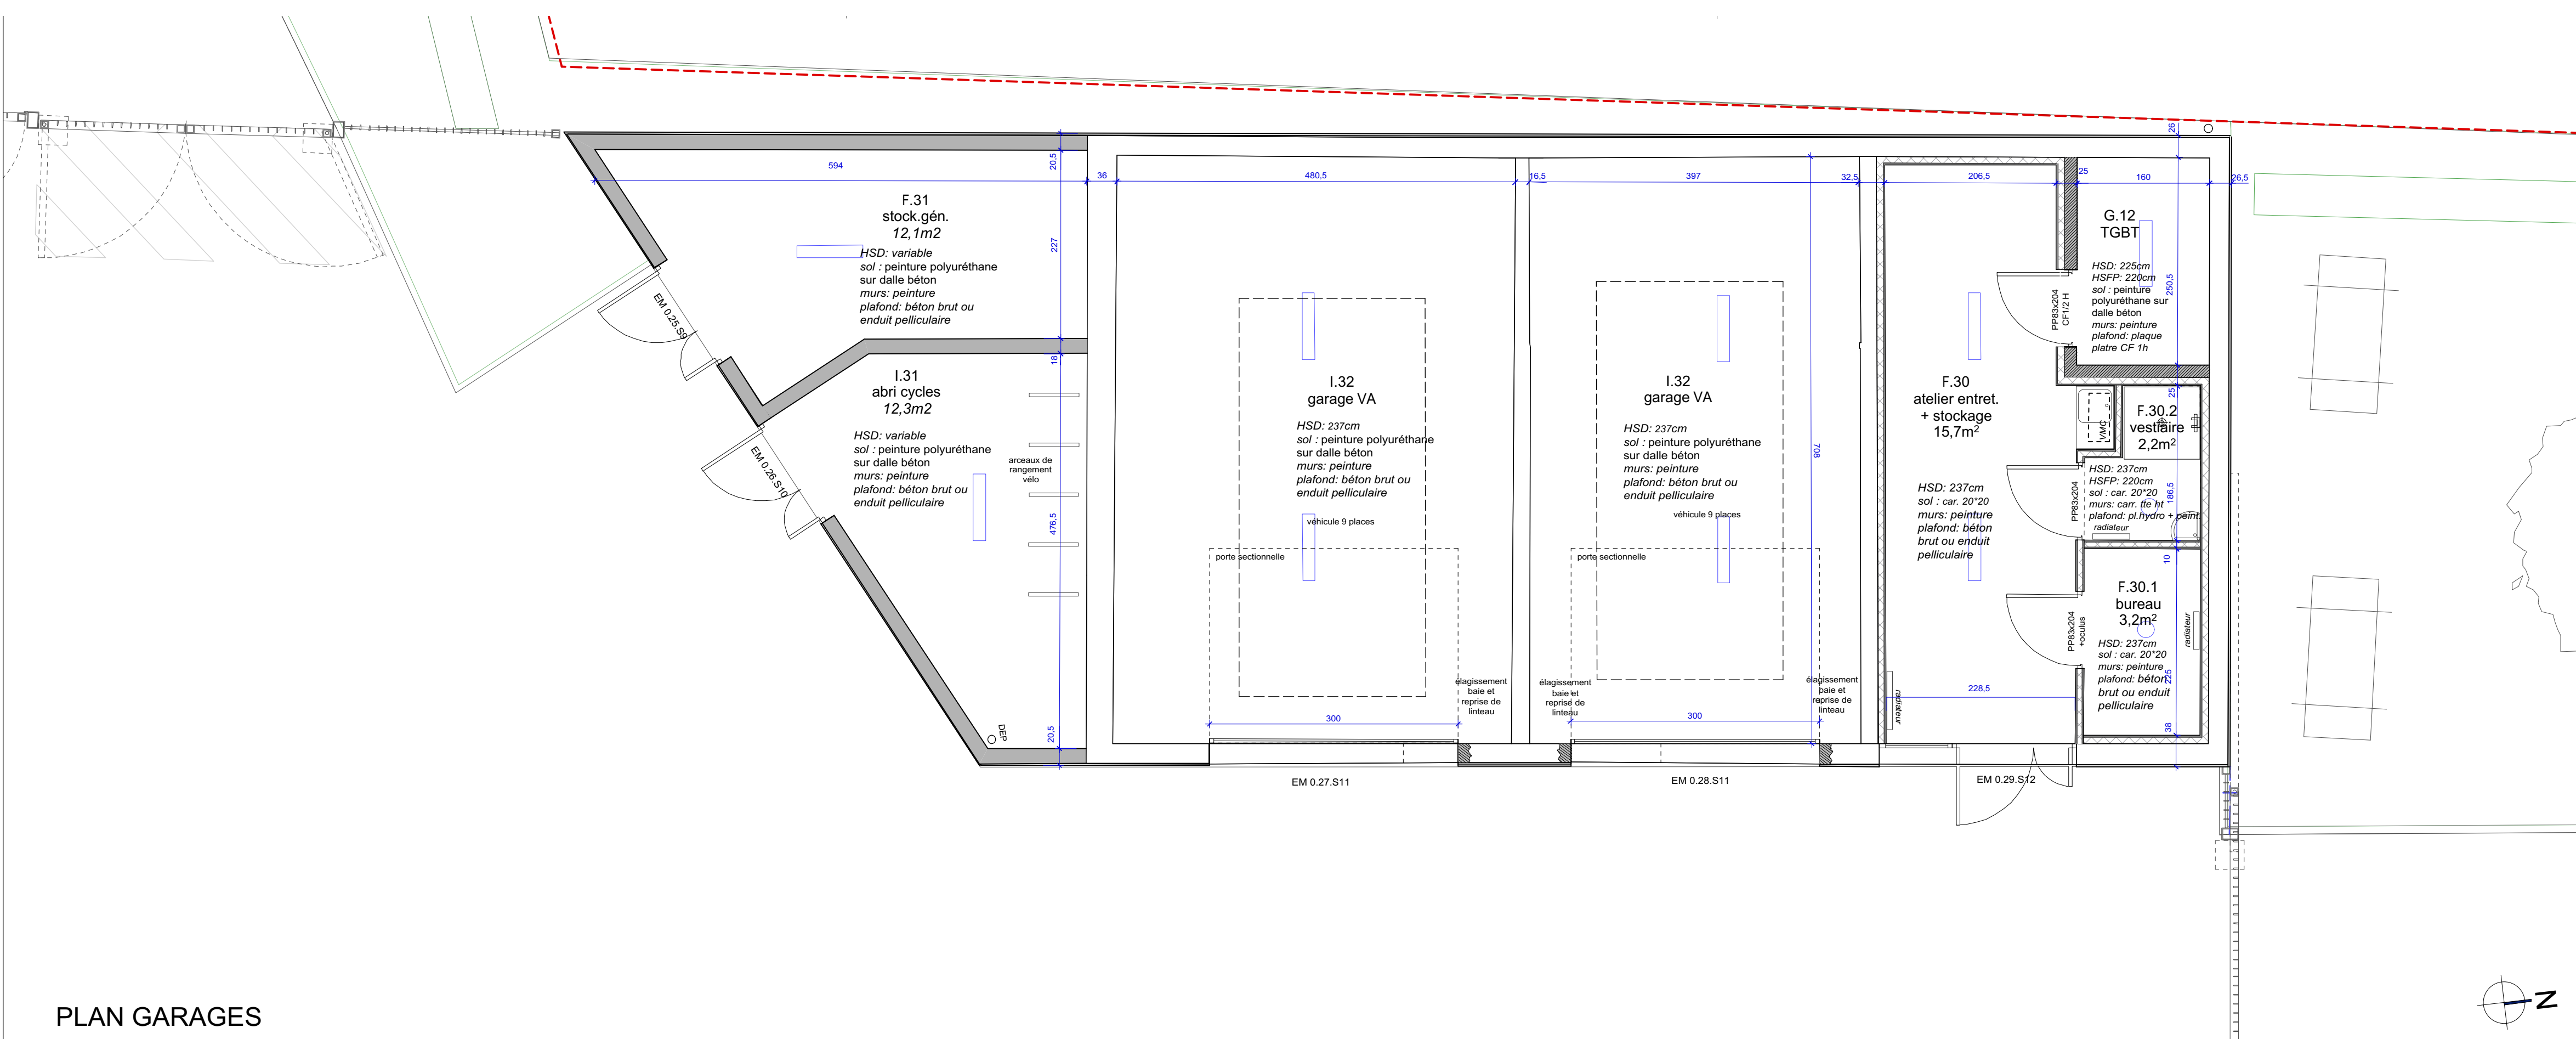 594
36
480,5
16,5
397
32,5
206,5
25
160
26,5
26
20,5
227
18
476,5
20,5
F.31
stock.gén.
12,1m2
HSD: variable
sol : peinture polyuréthane
sur dalle béton
murs: peinture
plafond: béton brut ou
enduit pelliculaire
EM 0.25.S9
I.31
abri cycles
12,3m2
HSD: variable
sol : peinture polyuréthane
sur dalle béton
murs: peinture
plafond: béton brut ou
enduit pelliculaire
EM 0.26.S10
arceaux de
rangement
vélo
DEP
I.32
garage VA
HSD: 237cm
sol : peinture polyuréthane
sur dalle béton
murs: peinture
plafond: béton brut ou
enduit pelliculaire
véhicule 9 places
porte sectionnelle
300
élagissement
baie et
reprise de
linteau
EM 0.27.S11
I.32
garage VA
HSD: 237cm
sol : peinture polyuréthane
sur dalle béton
murs: peinture
plafond: béton brut ou
enduit pelliculaire
véhicule 9 places
porte sectionnelle
708
300
élagissement
baie et
reprise de
linteau
élagissement
baie et
reprise de
linteau
EM 0.28.S11
F.30
atelier entret.
+ stockage
15,7m²
HSD: 237cm
sol : car. 20*20
murs: peinture
plafond: béton
brut ou enduit
pelliculaire
radiateur
228,5
EM 0.29.S12
G.12
TGBT
HSD: 225cm
HSFP: 220cm
sol : peinture
polyuréthane sur
dalle béton
murs: peinture
plafond: plaque
platre CF 1h
250,5
PP83x204
CF1/2 H
25
VMC
F.30.2
vestiaire
2,2m²
HSD: 237cm
HSFP: 220cm
sol : car. 20*20
murs: carr. tte ht
plafond: pl.hydro + peint.
radiateur
186,5
PP83x204
10
F.30.1
bureau
3,2m²
HSD: 237cm
sol : car. 20*20
murs: peinture
plafond: béton
brut ou enduit
pelliculaire
radiateur
225
38
PP83x204
+oculus
PLAN GARAGES
N